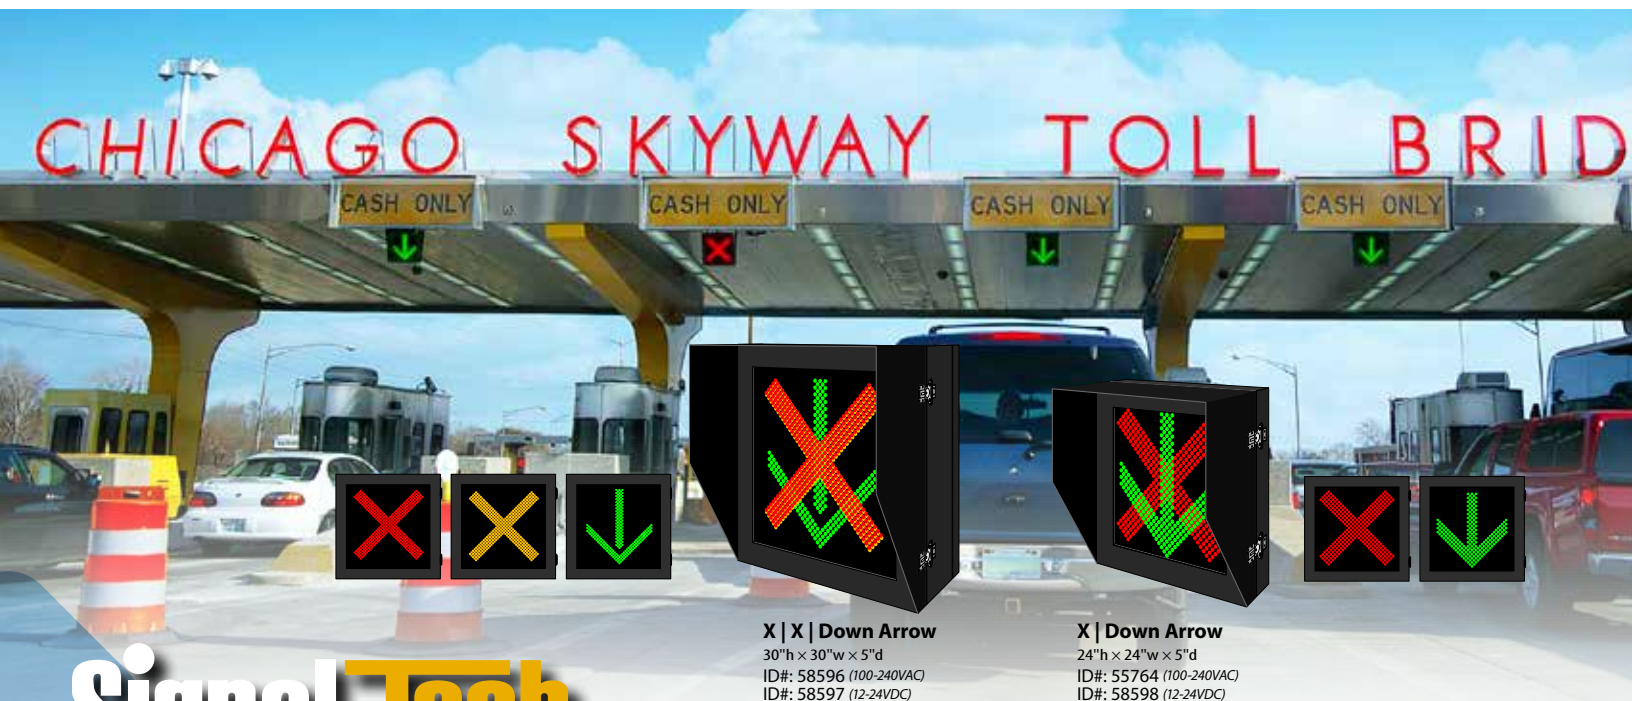 CHICAGO SKYWAY TOLL BRID
CASH ONLY
CASH ONLY
CASH ONLY
CASH ONLY
X | X | Down Arrow
30"h × 30"w × 5"d
ID#: 58596 (100-240VAC)
ID#: 58597 (12-24VDC)
X | Down Arrow
24"h × 24"w × 5"d
ID#: 55764 (100-240VAC)
ID#: 58598 (12-24VDC)
Signal Tech